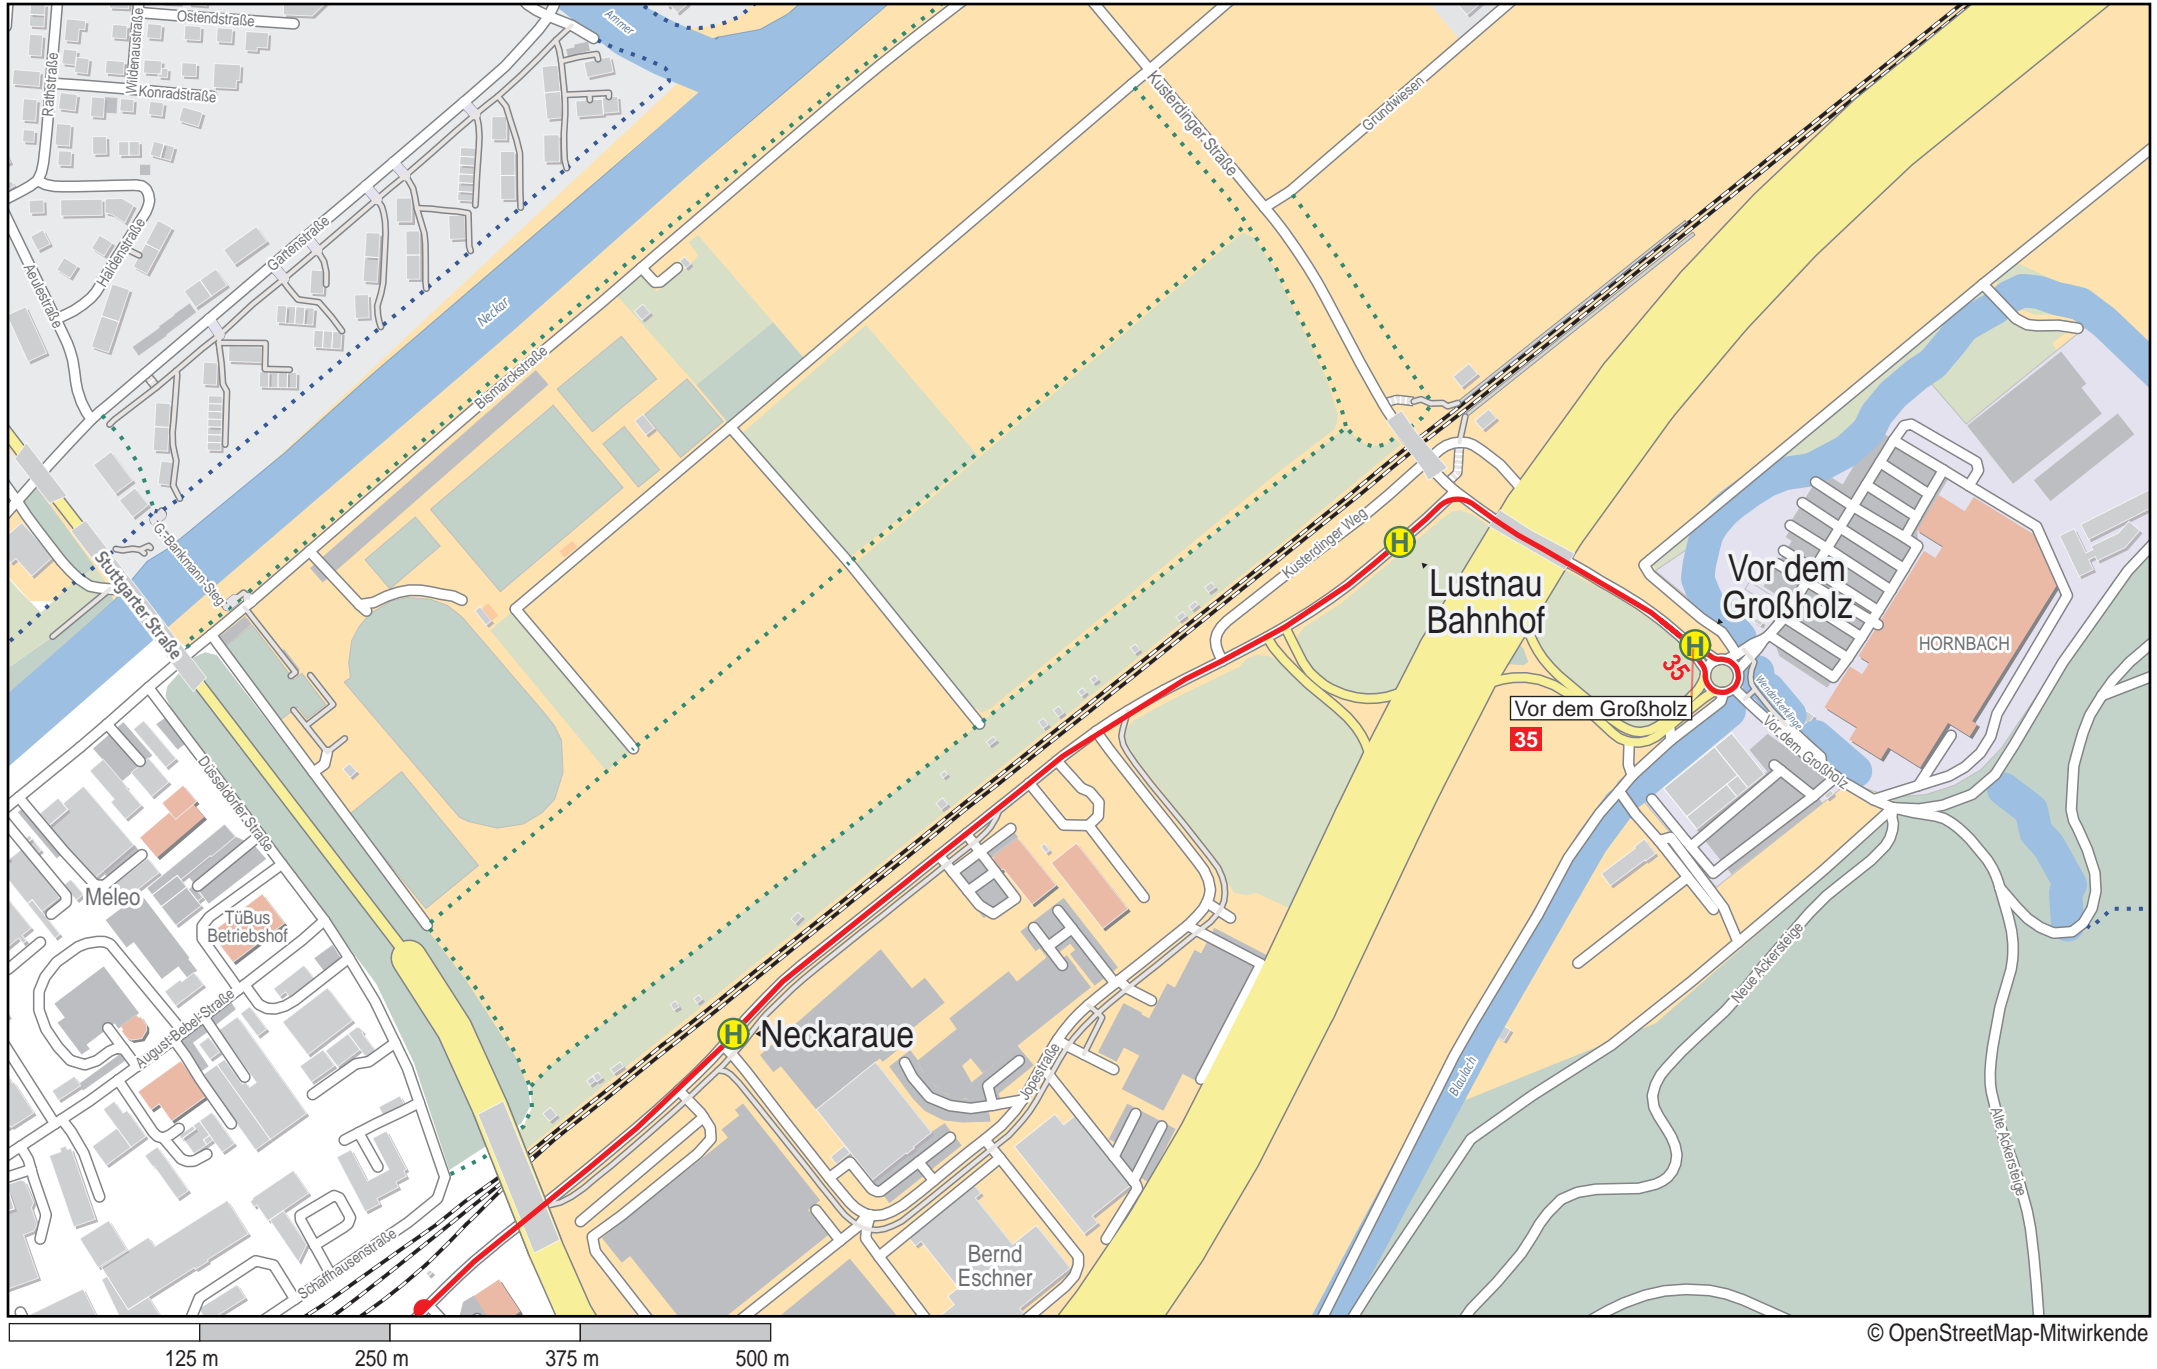 Ostendstraße
Wildenaustraße
Rathstraße
Konradstraße
Ammer
Haidenstraße
Aeulestraße
Gartenstraße
Neckar
Bismarckstraße
Kusterdinger Straße
Grundwiesen
G.-Bankmann-Steg
Stuttgarter Straße
Kusterdinger Weg
H
Lustnau
Bahnhof
Vor dem
Großholz
H
35
Vor dem Großholz
35
HORNBACH
Wendackerklinge
Vor dem Großholz
Düsseldorfer Straße
Meleo
TüBus
Betriebshof
August-Bebel-Straße
H
Neckaraue
Jopestraße
Blaulach
Neue Ackersteige
Alte Ackersteige
Schaffhausenstraße
Bernd
Eschner
125 m
250 m
375 m
500 m
© OpenStreetMap-Mitwirkende